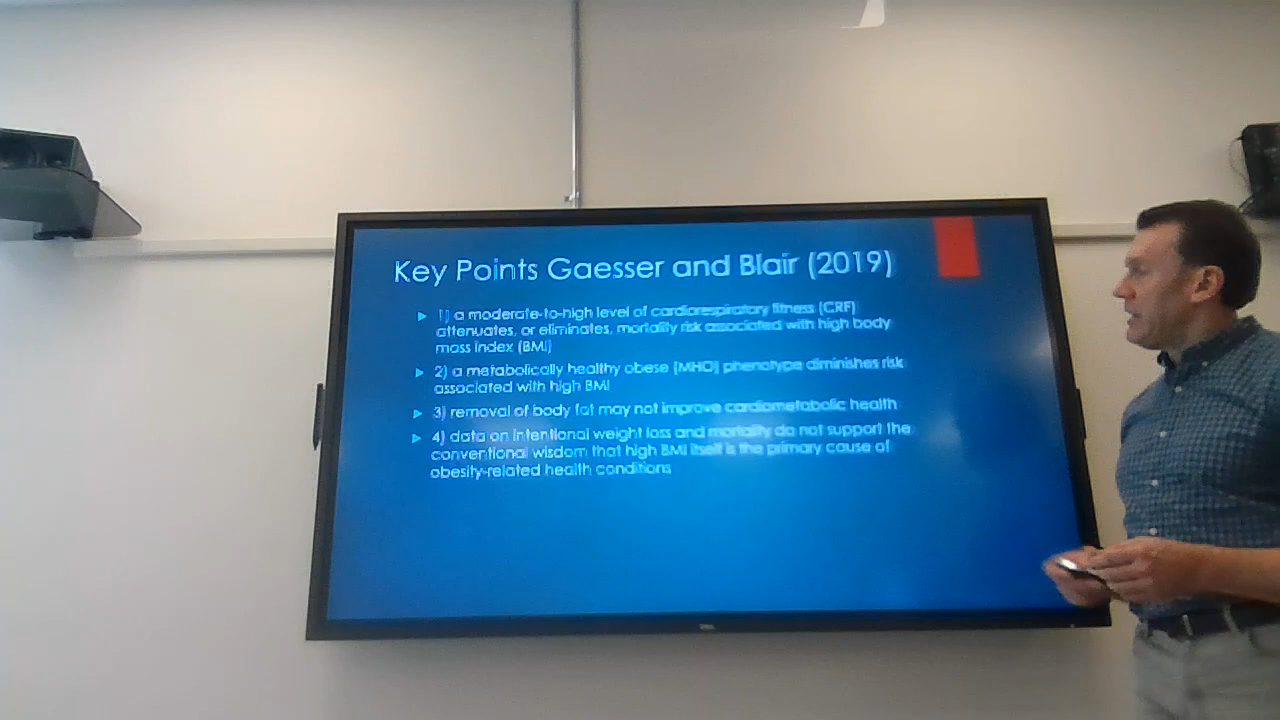 Key Points Gaesser and Blair (2019)
1) a moderate-to-high level of cardiorespiratory fitness (CRF)
attenuates, or eliminates, mortality risk associated with high body
mass index (BMI)
2) a metabolically healthy obese [MHO] phenotype diminishes risk
associated with high BMI
3) removal of body fat may not improve cardiometabolic health
4) data on intentional weight loss and mortality do not support the
conventional wisdom that high BMI itself is the primary cause of
obesity-related health conditions